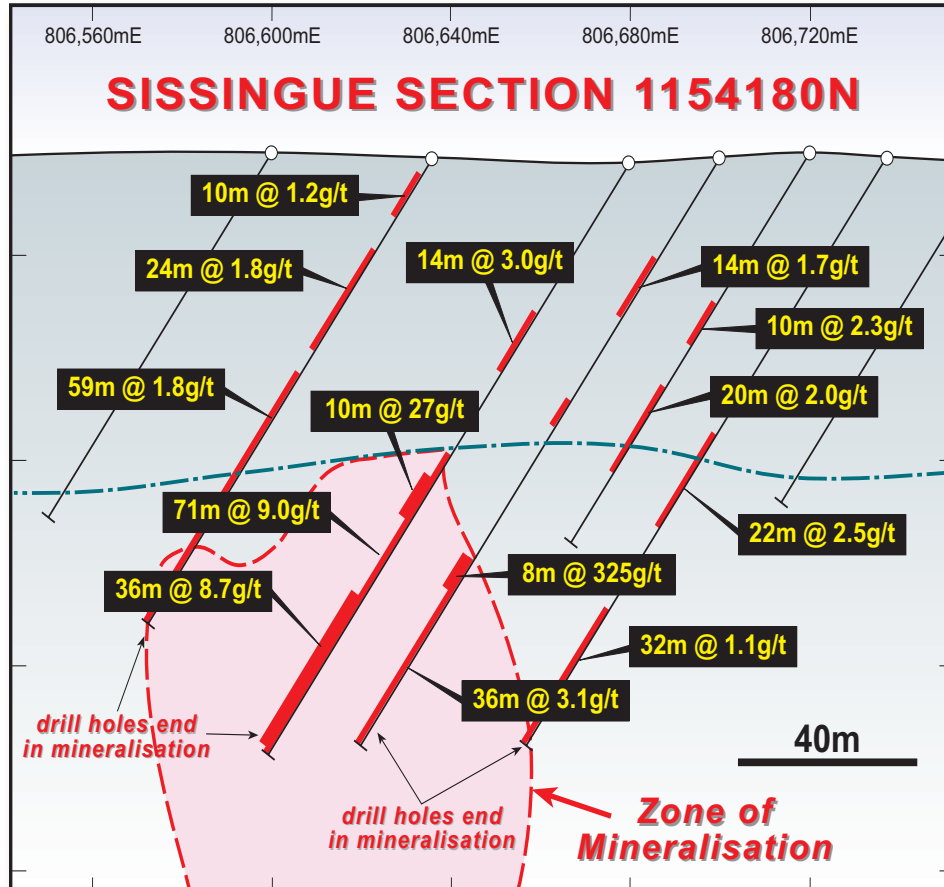 806,560mE 806,600mE 806,640mE 806,680mE 806,720mE
SISSINGUE SECTION 1154180N
10m @ 1.2g/t
24m @ 1.8g/t
14m @ 3.0g/t
14m @ 1.7g/t
10m @ 2.3g/t
59m @ 1.8g/t
10m @ 27g/t
20m @ 2.0g/t
71m @ 9.0g/t
22m @ 2.5g/t
36m @ 8.7g/t
8m @ 325g/t
32m @ 1.1g/t
36m @ 3.1g/t
drill holes end
in mineralisation
40m
drill holes end
in mineralisation
Zone of
Mineralisation